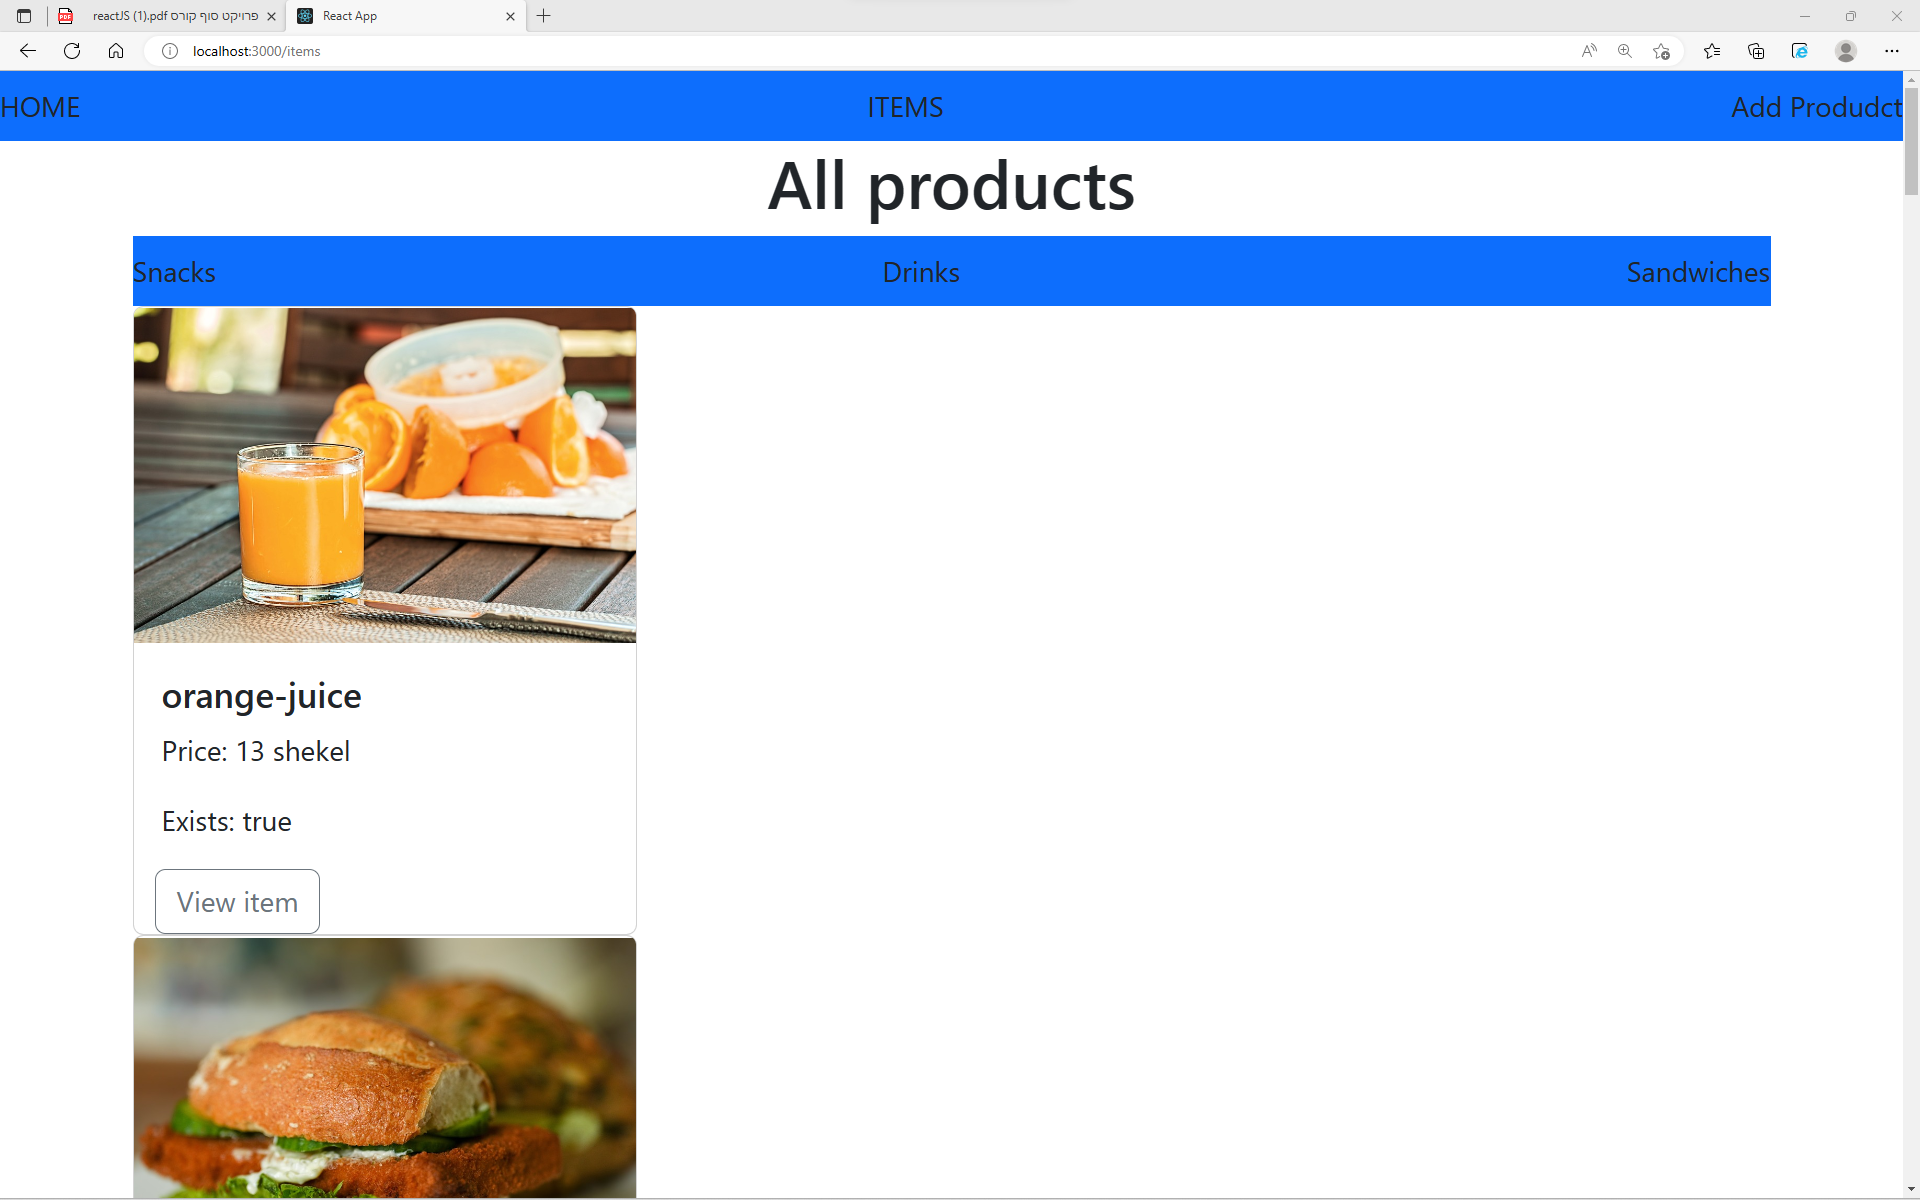 פרויקט סוף קורס reactJS (1).pdf
React App
localhost:3000/items
HOME
ITEMS
Add Produdct
All products
Snacks
Drinks
Sandwiches
orange-juice
Price: 13 shekel
Exists: true
View item